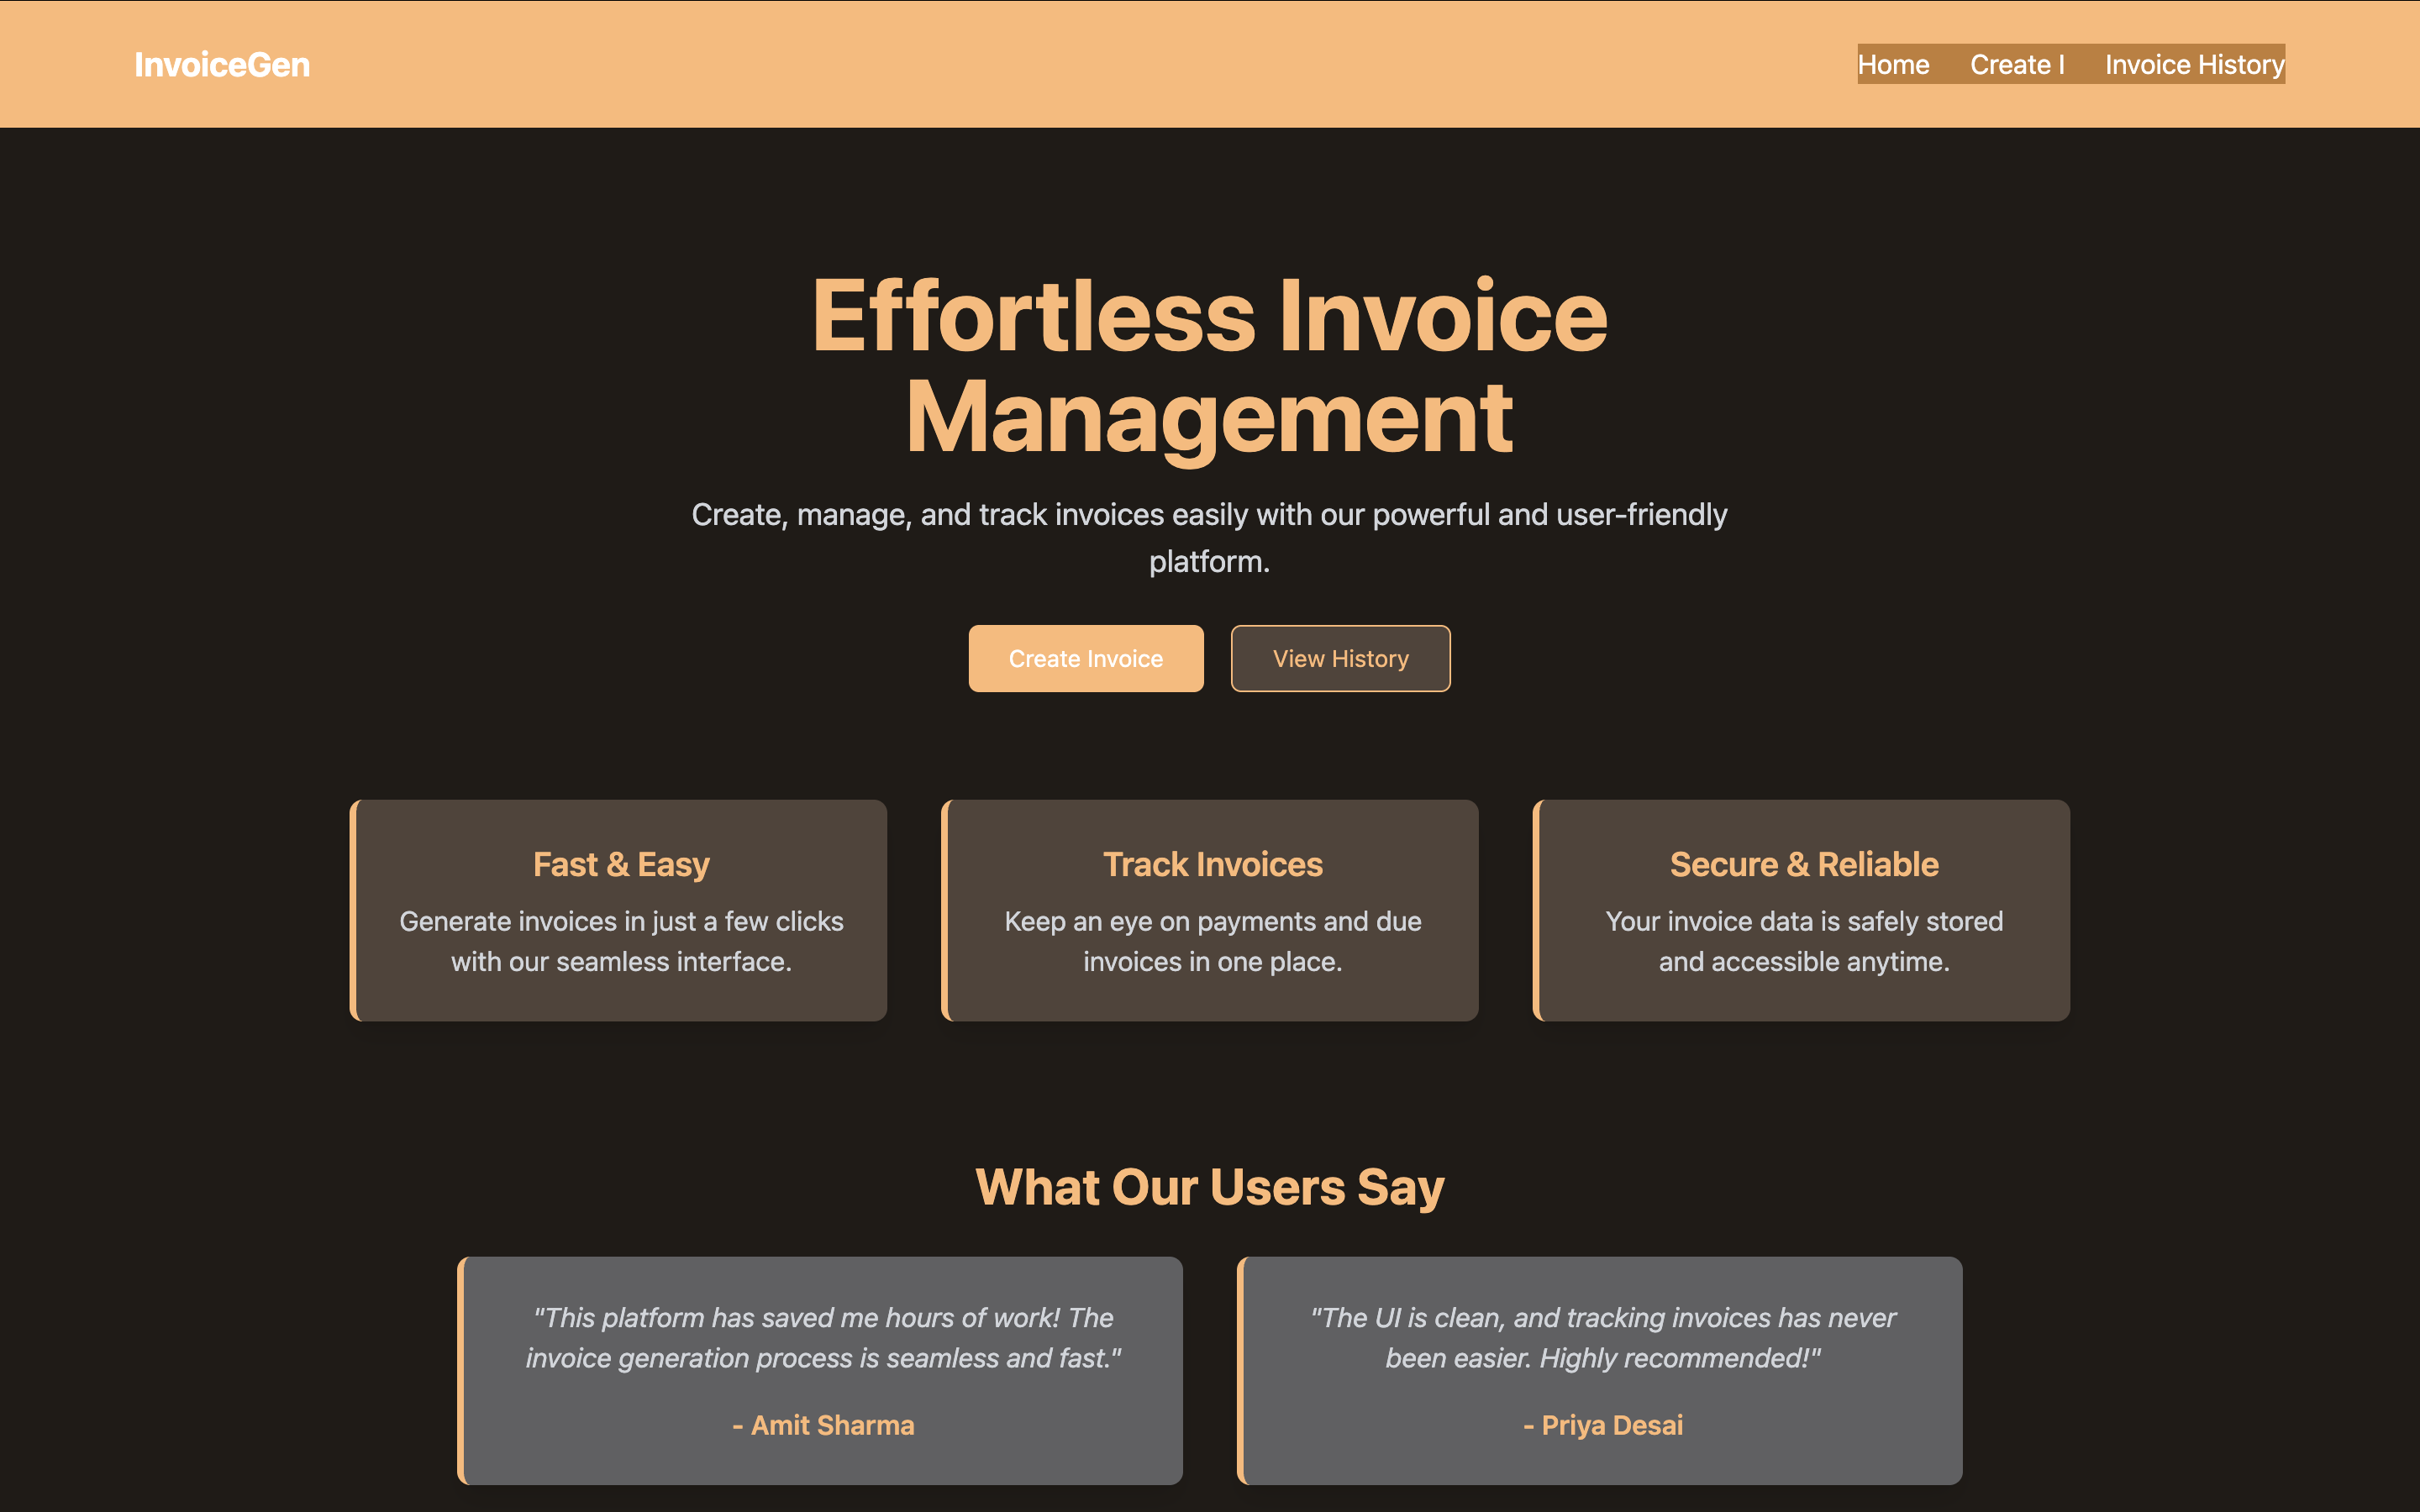 InvoiceGen
Home Create I Invoice History
Effortless Invoice
Management
Create, manage, and track invoices easily with our powerful and user-friendly
platform.
Create Invoice View History
Fast & Easy
Generate invoices in just a few clicks
with our seamless interface.
Track Invoices
Keep an eye on payments and due
invoices in one place.
Secure & Reliable
Your invoice data is safely stored
and accessible anytime.
What Our Users Say
"This platform has saved me hours of work! The
invoice generation process is seamless and fast."
- Amit Sharma
"The UI is clean, and tracking invoices has never
been easier. Highly recommended!"
- Priya Desai